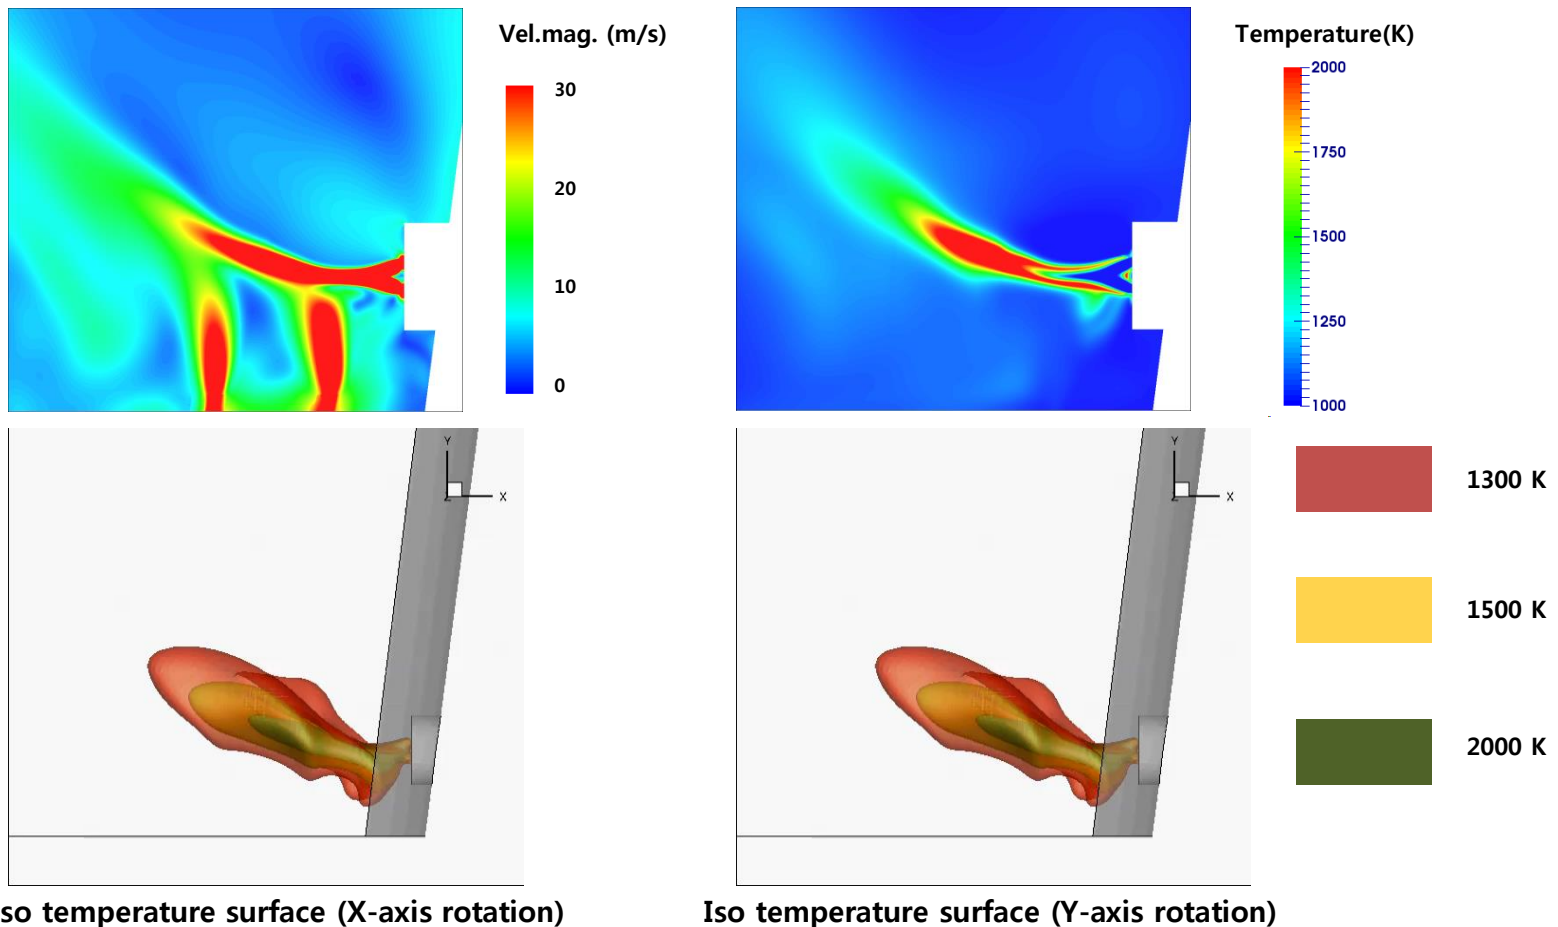 Vel.mag. (m/s)
30
20
10
0
Temperature(K)
2000
1750
1500
1250
1000
Y
X
Z
Y
X
Z
1300 K
1500 K
2000 K
so temperature surface (X-axis rotation)
Iso temperature surface (Y-axis rotation)